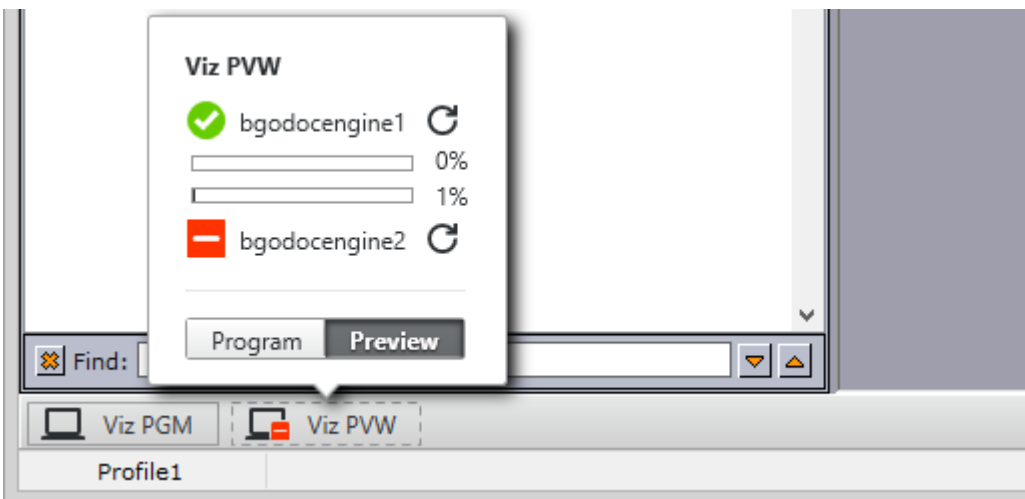 Viz PVW
bgodocengine1
0%
1%
bgodocengine2
Program Preview
Find:
Viz PGM Viz PVW
Profile1